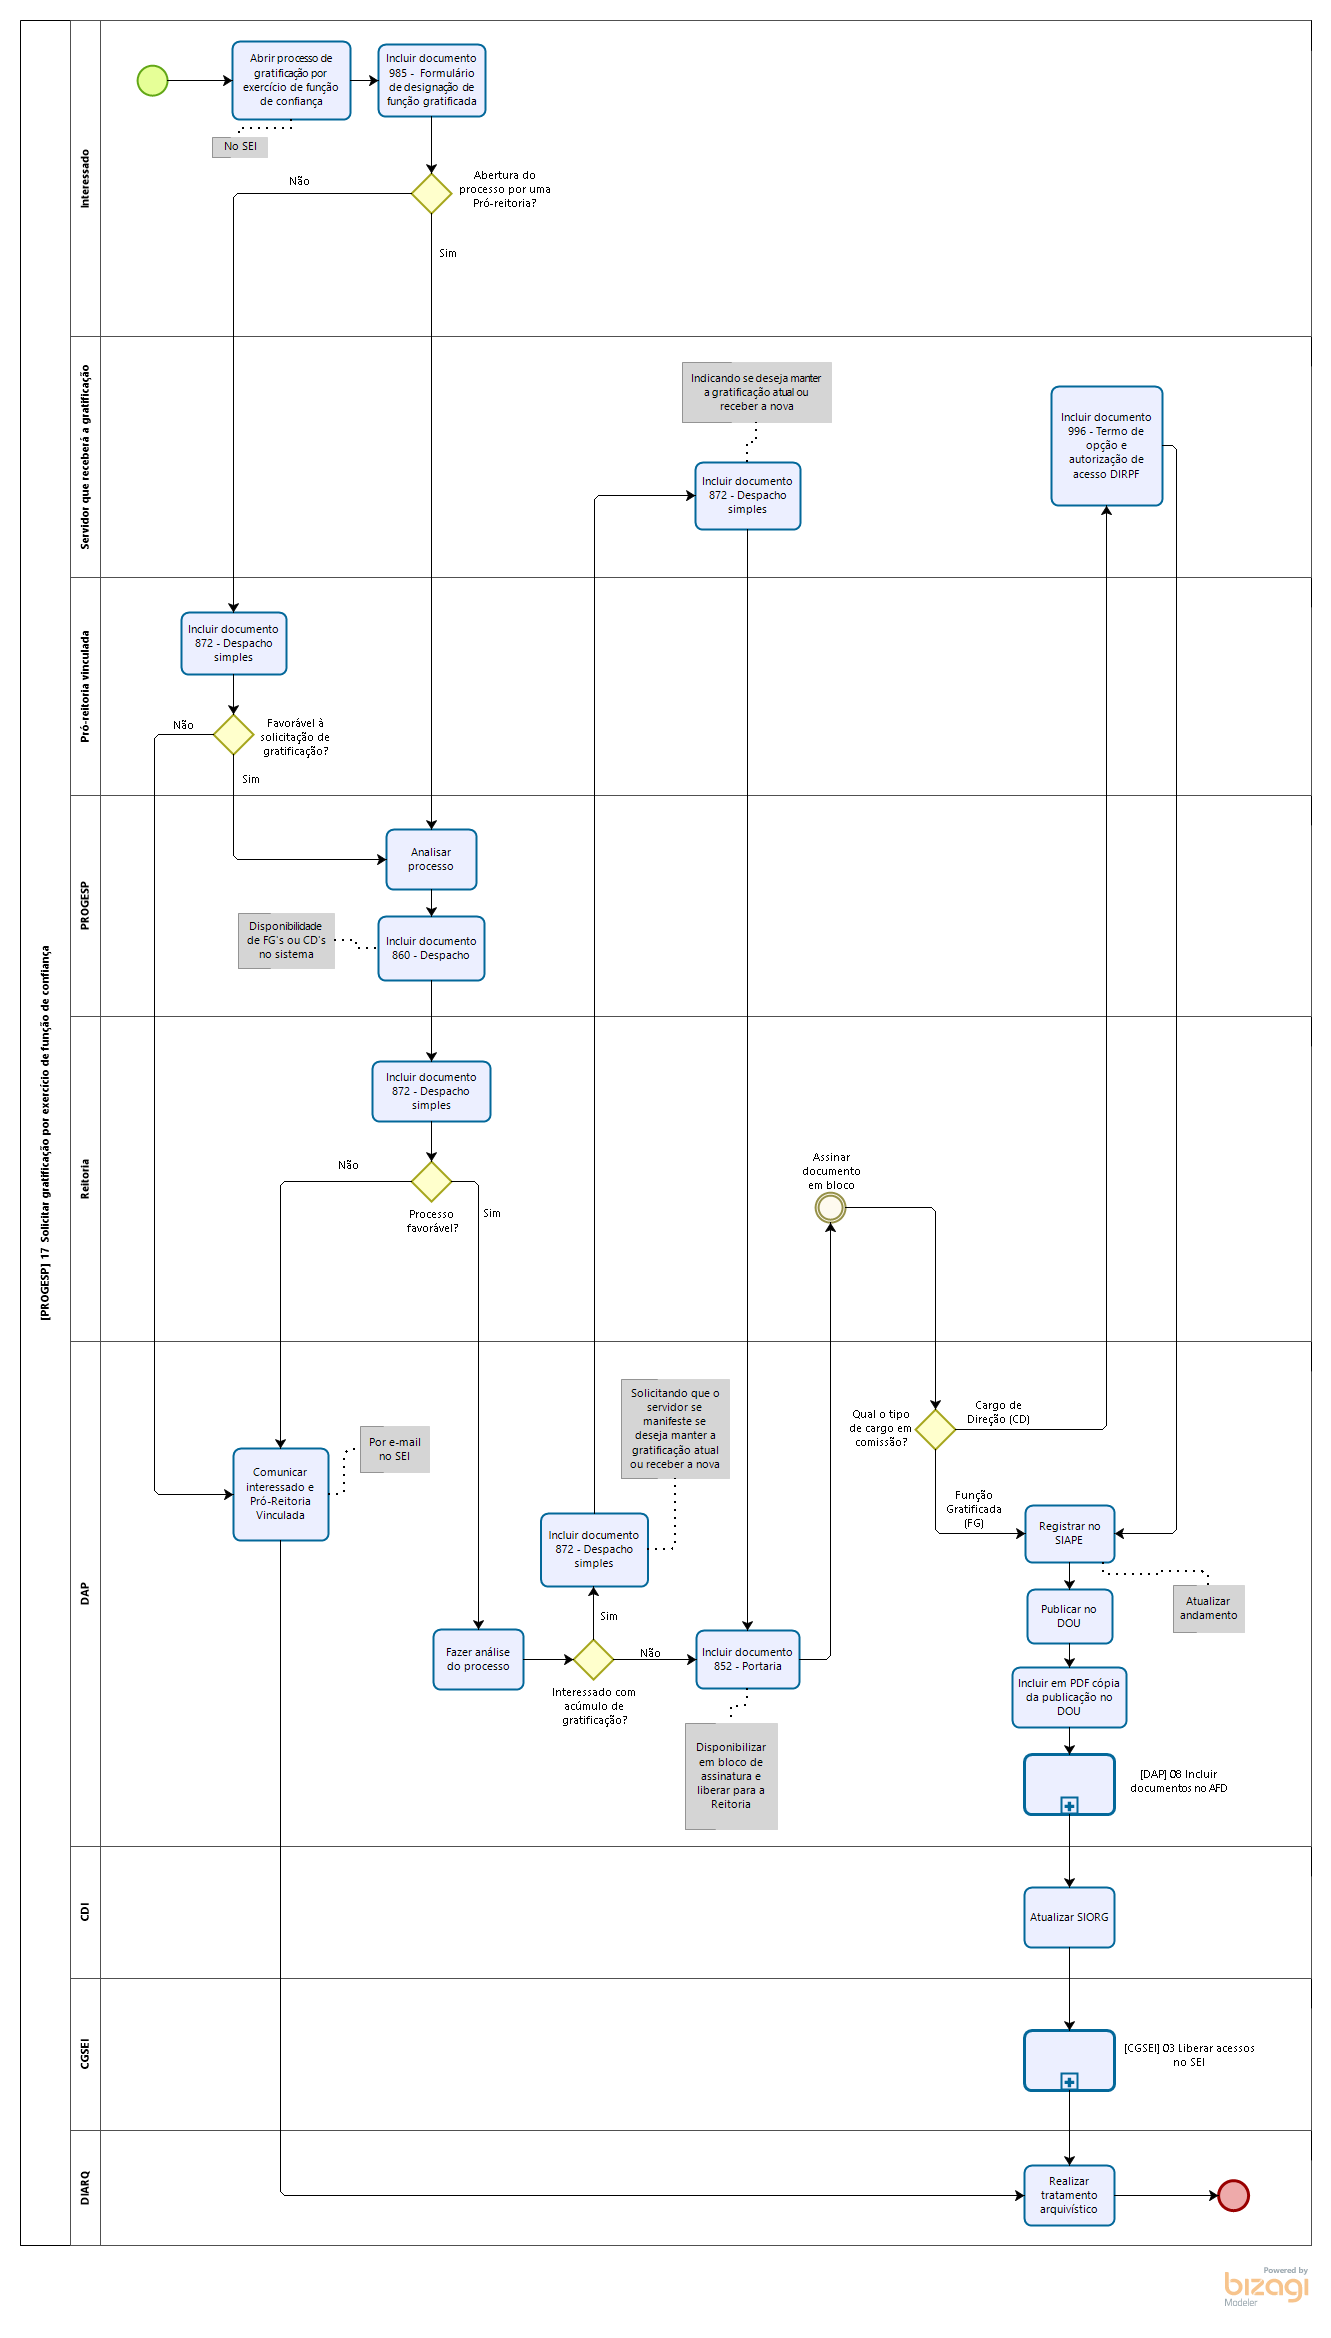 [PROGESP] 17 Solicitar gratificação por exercício de função de confiança
Interessado
Abrir processo de
gratificação por
exercício de função
de confiança
Incluir documento
985 - Formulário
de designação de
função gratificada
No SEI
Abertura do
processo por uma
Pró-reitoria?
Não
Sim
Servidor que receberá a gratificação
Indicando se deseja manter
a gratificação atual ou
receber a nova
Incluir documento
872 - Despacho
simples
Incluir documento
996 - Termo de
opção e
autorização de
acesso DIRPF
Pró-reitoria vinculada
Incluir documento
872 - Despacho
simples
Favorável à
solicitação de
gratificação?
Não
Sim
PROGESP
Analisar
processo
Disponibilidade
de FG's ou CD's
no sistema
Incluir documento
860 - Despacho
Reitoria
Incluir documento
872 - Despacho
simples
Não
Sim
Processo
favorável?
Assinar
documento
em bloco
DAP
Comunicar
interessado e
Pró-Reitoria
Vinculada
Por e-mail
no SEI
Solicitando que o
servidor se
manifeste se
deseja manter a
gratificação atual
ou receber a nova
Incluir documento
872 - Despacho
simples
Sim
Fazer análise
do processo
Interessado com
acúmulo de
gratificação?
Não
Incluir documento
852 - Portaria
Disponibilizar
em bloco de
assinatura e
liberar para a
Reitoria
Qual o tipo
de cargo em
comissão?
Cargo de
Direção (CD)
Função
Gratificada
(FG)
Registrar no
SIAPE
Atualizar
andamento
Publicar no
DOU
Incluir em PDF cópia
da publicação no
DOU
[DAP] 08 Incluir
documentos no AFD
CDI
Atualizar SIORG
CGSEI
[CGSEI] 03 Liberar acessos
no SEI
DIARQ
Realizar
tratamento
arquivístico
Powered by
bizagi
Modeler